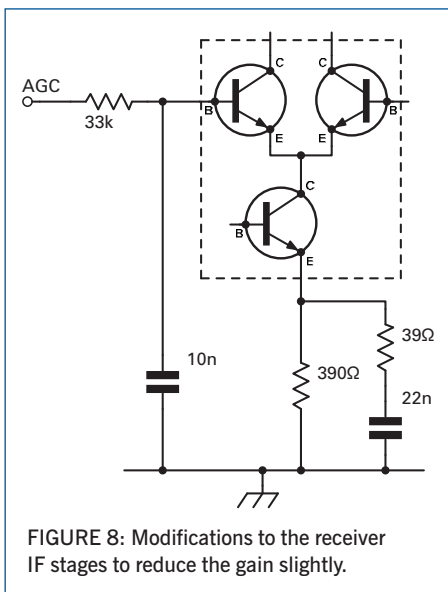 C
C
AGC
33k
B
B
E
E
C
B
E
39Ω
10n
390Ω
22n
FIGURE 8: Modifications to the receiver
IF stages to reduce the gain slightly.